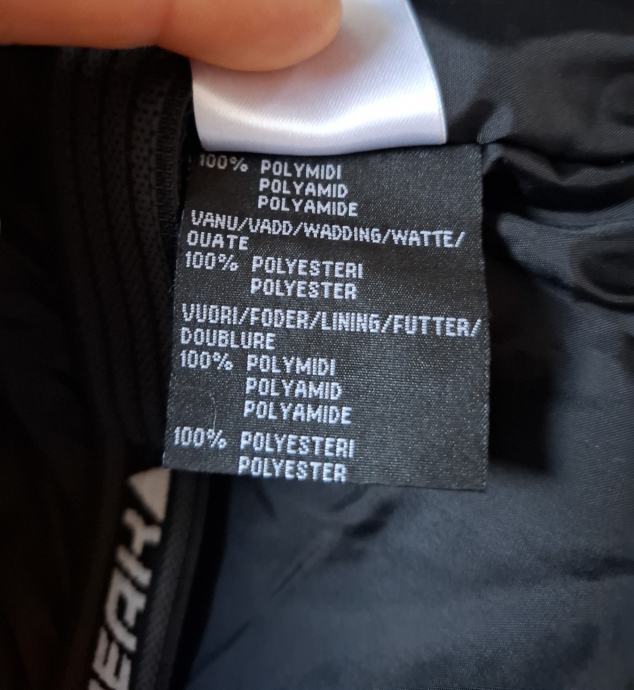 100% POLYMIDI
POLYAMID
POLYAMIDE
VANU/VADD/WADDING/WATTE/
OUATE
100% POLYESTERI
POLYESTER
VUORI/FODER/LINING/FUTTER/
DOUBLURE
100% POLYMIDI
POLYAMID
POLYAMIDE
100% POLYESTERI
POLYESTER